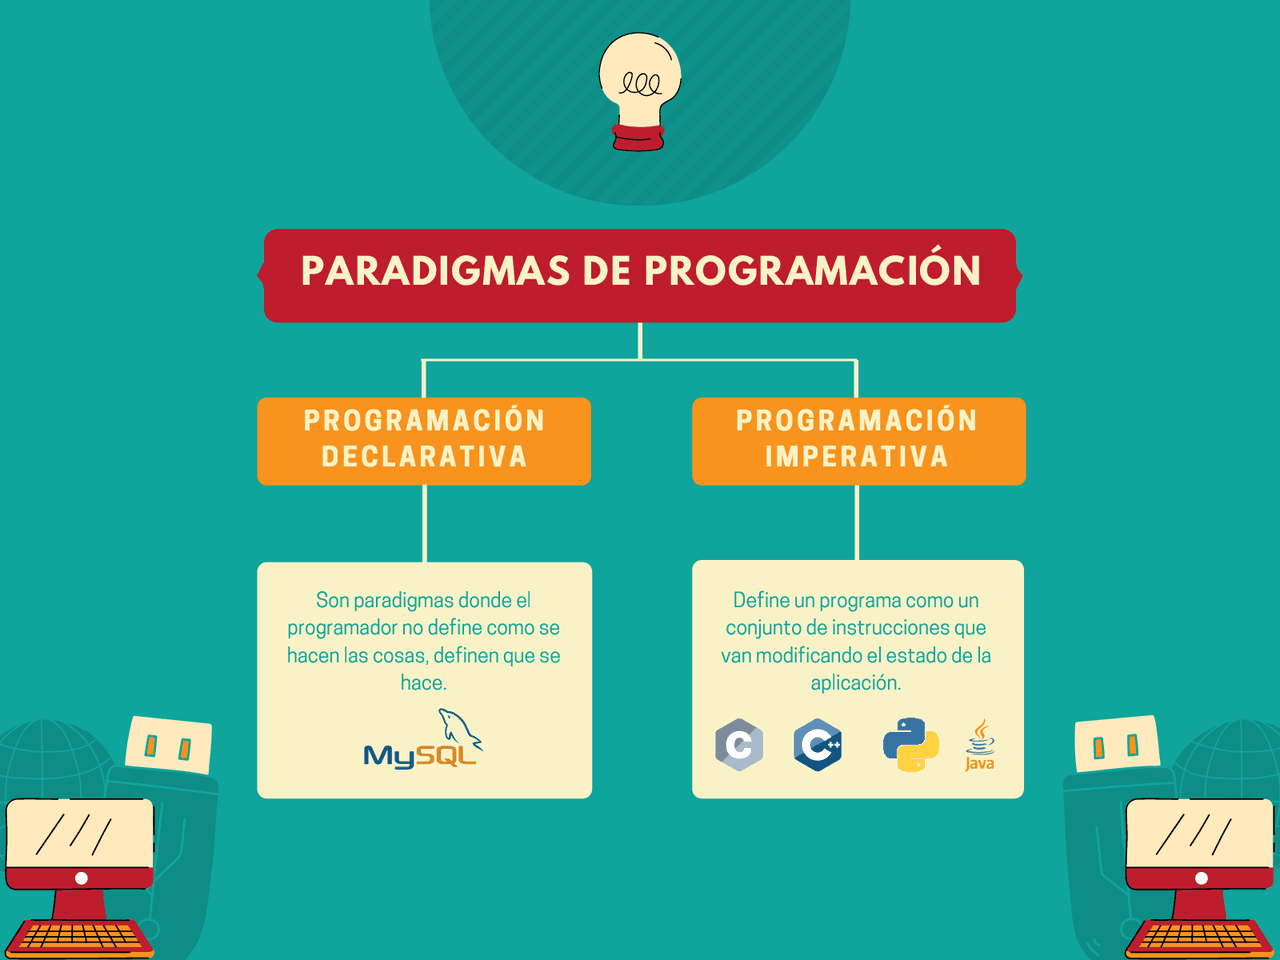 PARADIGMAS DE PROGRAMACIÓN
PROGRAMACIÓN
DECLARATIVA
PROGRAMACIÓN
IMPERATIVA
Son paradigmas donde el
programador no define como se
hacen las cosas, definen que se
hace.
MySQL
Define un programa como un
conjunto de instrucciones que
van modificando el estado de la
aplicación.
C
C++
Java